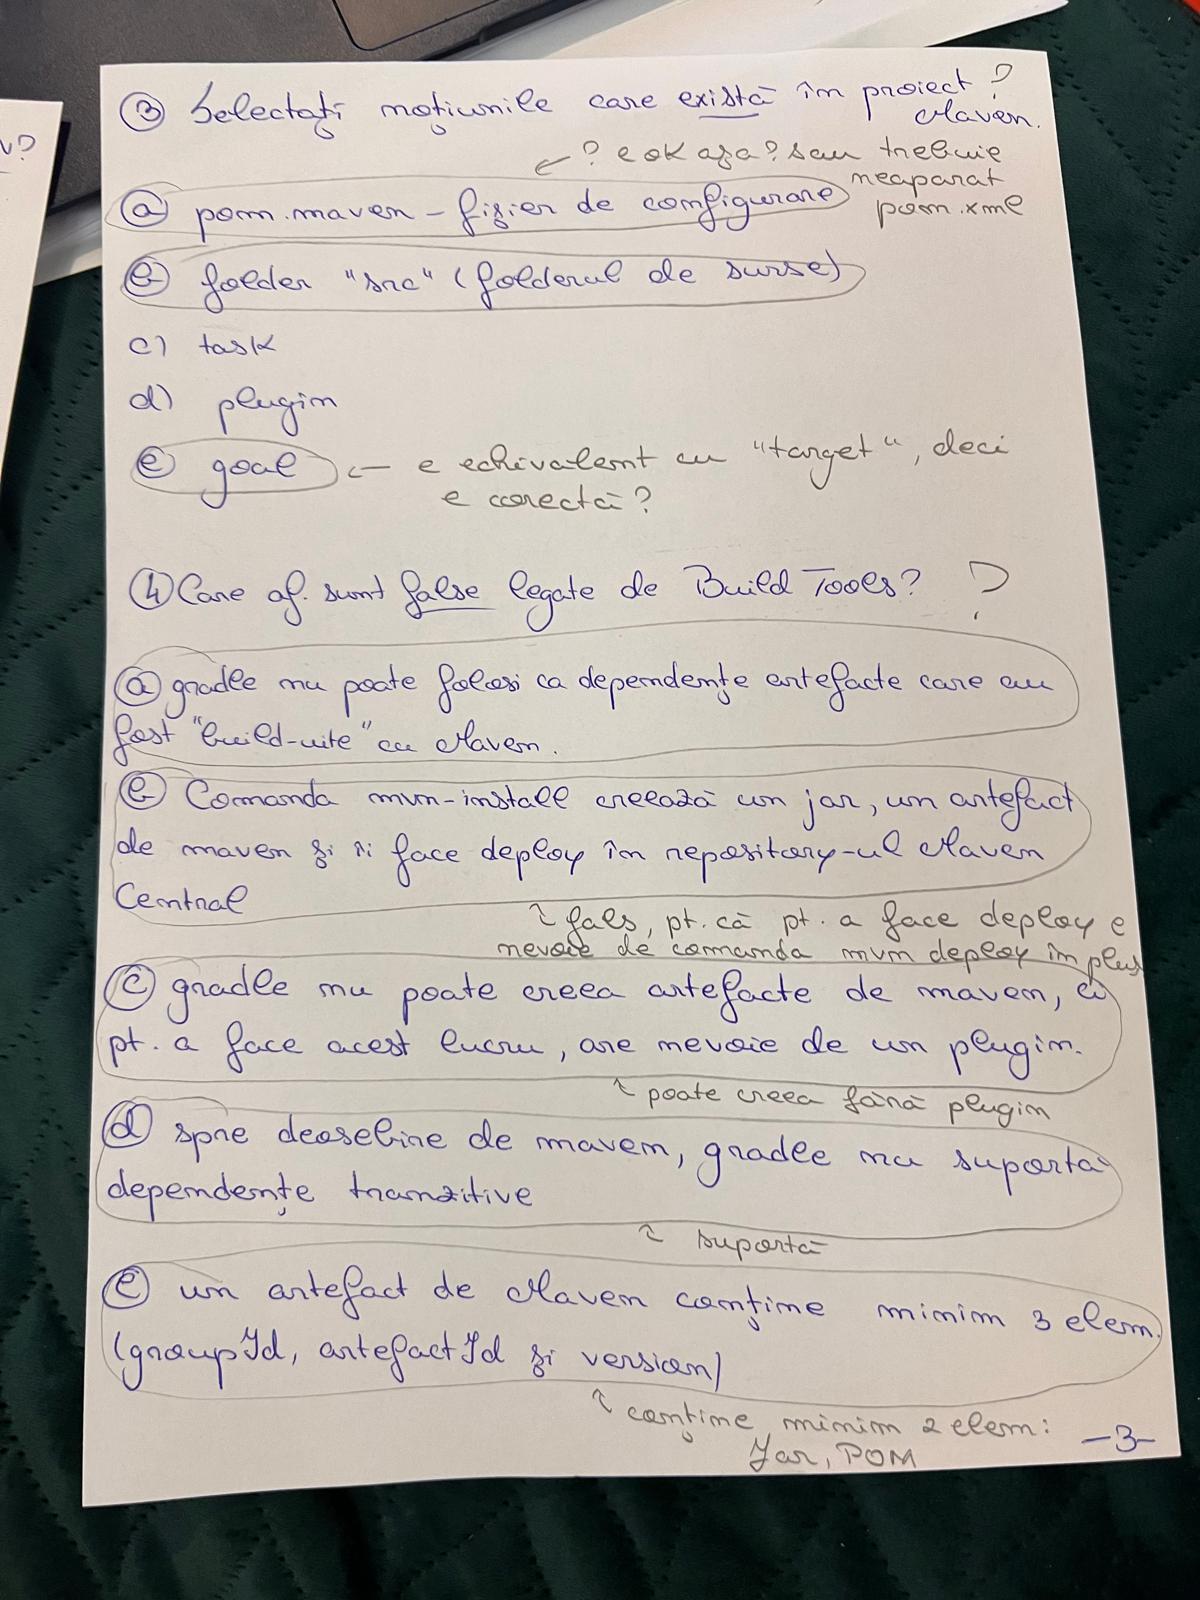 ③ Selectați noțiunile care există în proiect?
Maven.
? e ok așa? sau trebuie
neaparat
pom.xml
ⓐ pom.maven – fișier de configurare
ⓑ folder "src" (folderul de surse)
c) task
d) plugin
ⓔ goal ← e echivalent cu "target", deci
e corectă?
④ Care af. sunt false legate de Build Tools? ?
ⓐ gradle nu poate folosi ca dependențe artefacte care au
fost "build-uite" cu Maven.
ⓑ Comanda mvn-install creează un jar, un artefact
de maven și îi face deploy în repository-ul Maven
Central
fals, pt. că pt. a face deploy e
nevoie de comanda mvm deploy în plus
ⓒ gradle nu poate creea artefacte de maven, ci
pt. a face acest lucru, are nevoie de un plugin.
poate creea fără plugin
ⓓ spre deosebire de maven, gradle nu suportă
dependențe tranzitive
suportă
ⓔ un artefact de Maven conține minim 3 elem.
(groupId, artefactId și version)
conține minim 2 elem:
Jar, POM
-3-
v?